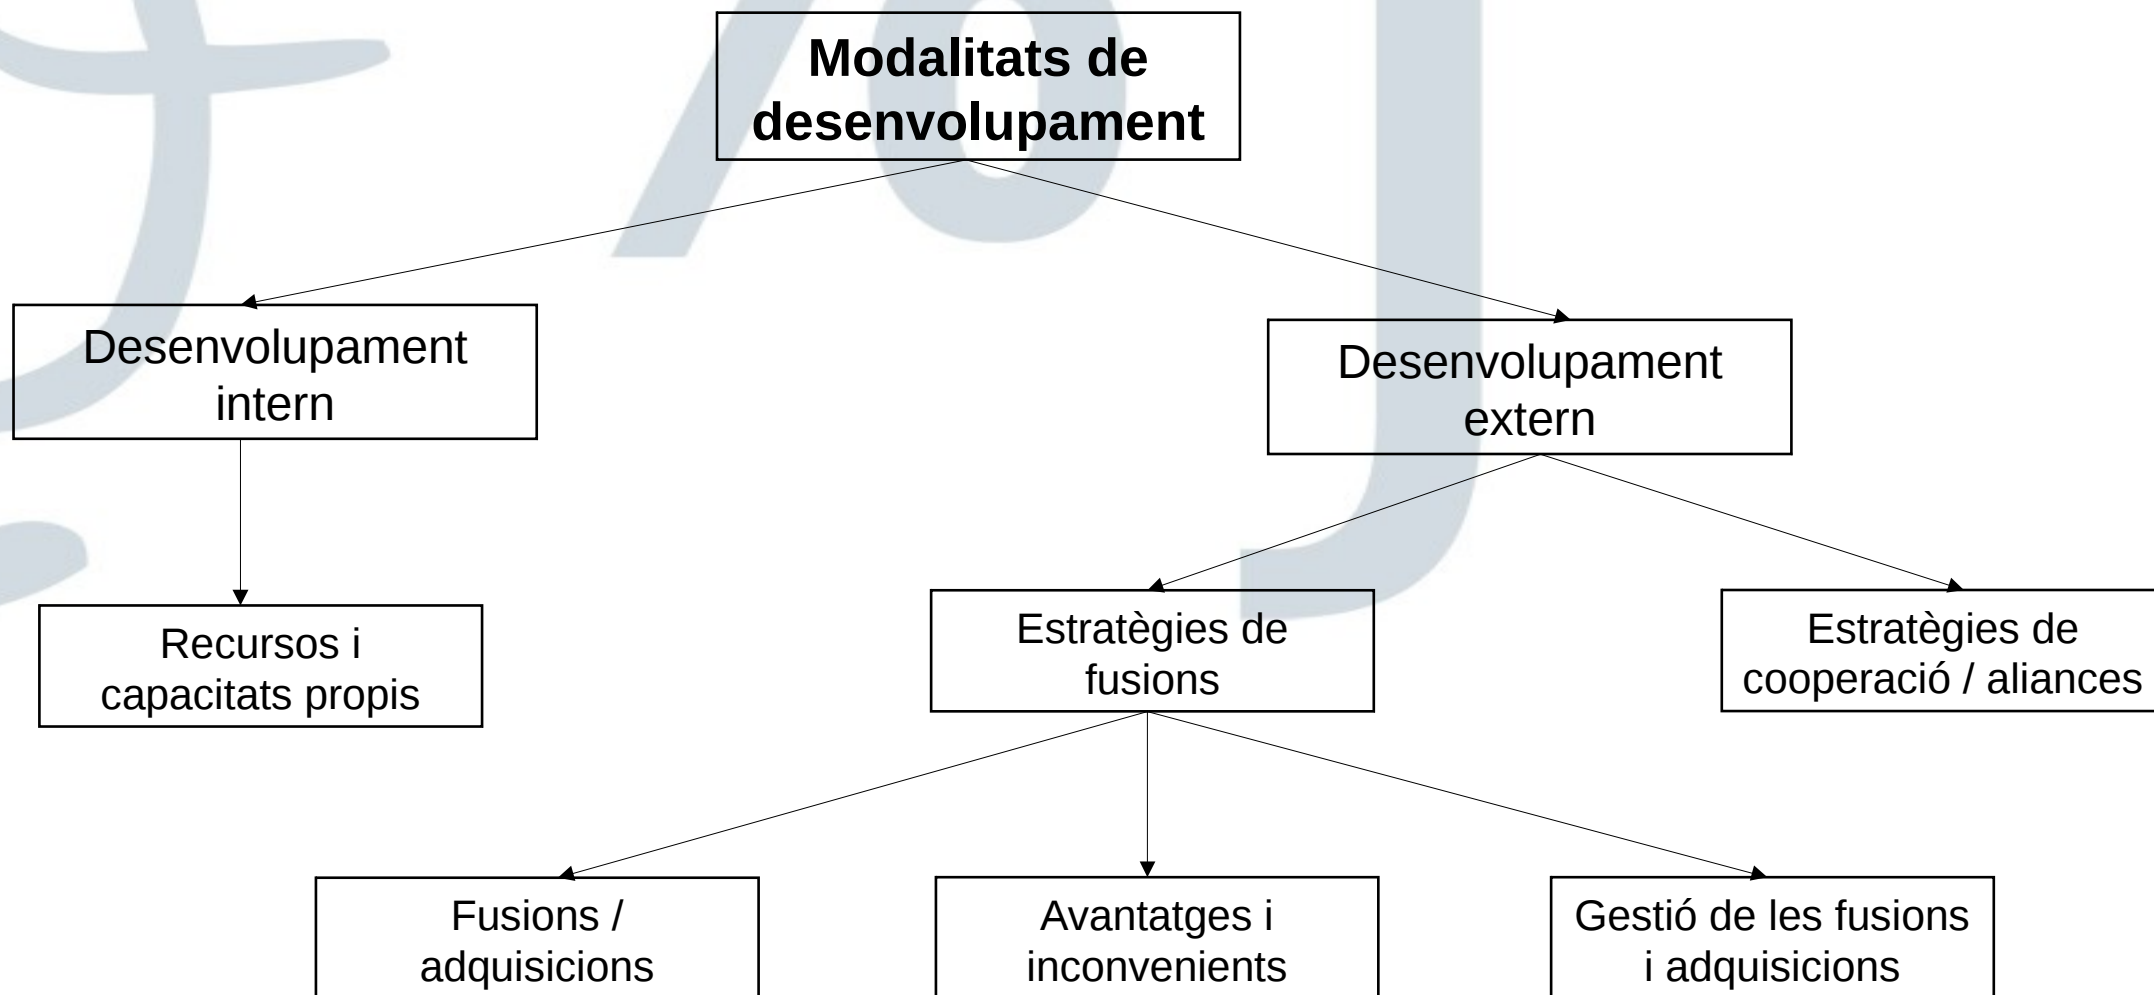 Modalitats de
desenvolupament
Desenvolupament
intern
Desenvolupament
extern
Recursos i
capacitats propis
Estratègies de
fusions
Estratègies de
cooperació / aliances
Fusions /
adquisicions
Avantatges i
inconvenients
Gestió de les fusions
i adquisicions